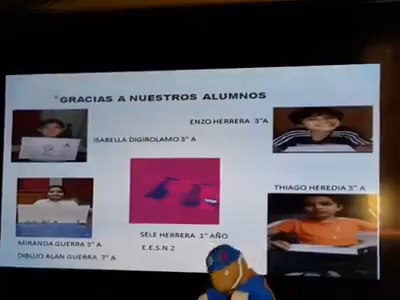 "GRACIAS A NUESTROS ALUMNOS
ENZO HERRERA 3°A
ISABELLA DIGIROLAMO 3° A
THIAGO HEREDIA 3° A
MIRANDA GUERRA 3° A
DIBUJO ALAN GUERRA 7° A
SELE HERRERA 1° AÑO
E.E.S.N 2